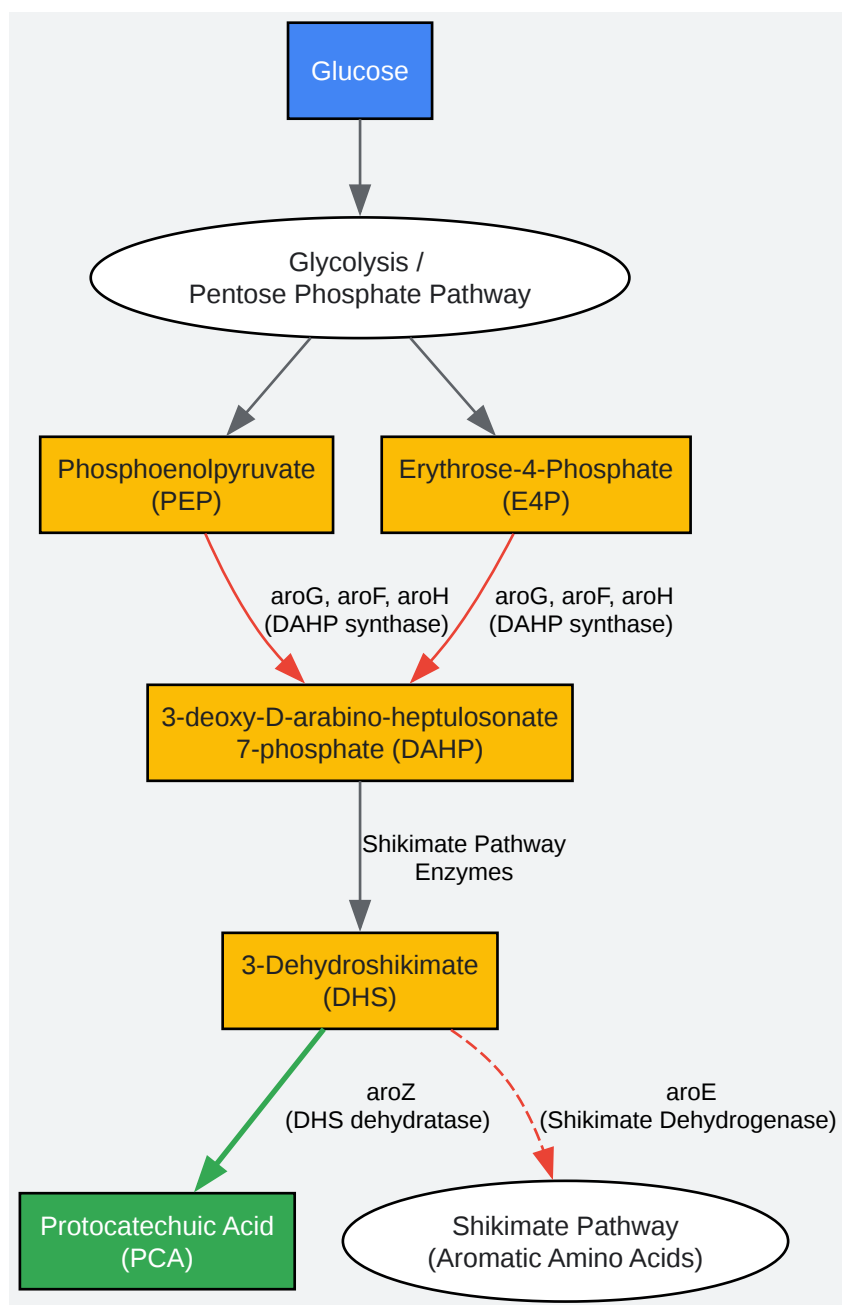 Glucose
Glycolysis /
Pentose Phosphate Pathway
Phosphoenolpyruvate
(PEP)
Erythrose-4-Phosphate
(E4P)
aroG, aroF, aroH
(DAHP synthase)
aroG, aroF, aroH
(DAHP synthase)
3-deoxy-D-arabino-heptulosonate
7-phosphate (DAHP)
Shikimate Pathway
Enzymes
3-Dehydroshikimate
(DHS)
aroZ
(DHS dehydratase)
aroE
(Shikimate Dehydrogenase)
Protocatechuic Acid
(PCA)
Shikimate Pathway
(Aromatic Amino Acids)